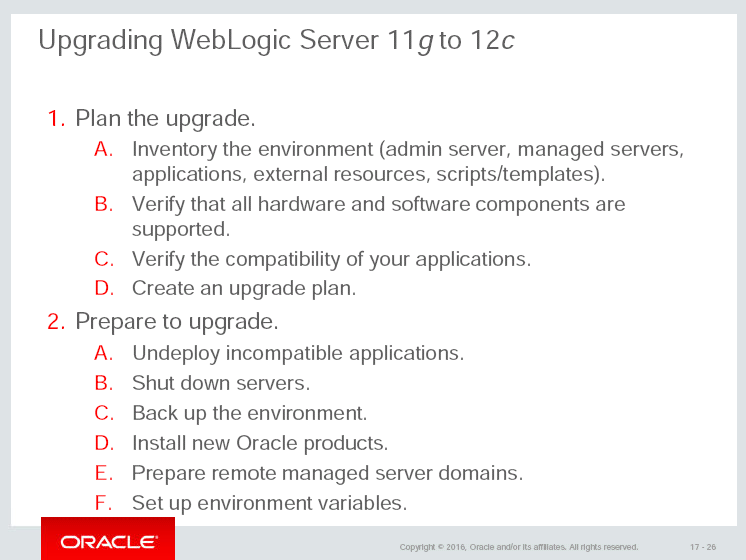 Upgrading WebLogic Server 11g to 12c
1. Plan the upgrade.
A. Inventory the environment (admin server, managed servers,
applications, external resources, scripts/templates).
B. Verify that all hardware and software components are
supported.
C. Verify the compatibility of your applications.
D. Create an upgrade plan.
2. Prepare to upgrade.
A. Undeploy incompatible applications.
B. Shut down servers.
C. Back up the environment.
D. Install new Oracle products.
E. Prepare remote managed server domains.
F. Set up environment variables.
ORACLE®
Copyright © 2016, Oracle and/or its affiliates. All rights reserved.
17 - 26